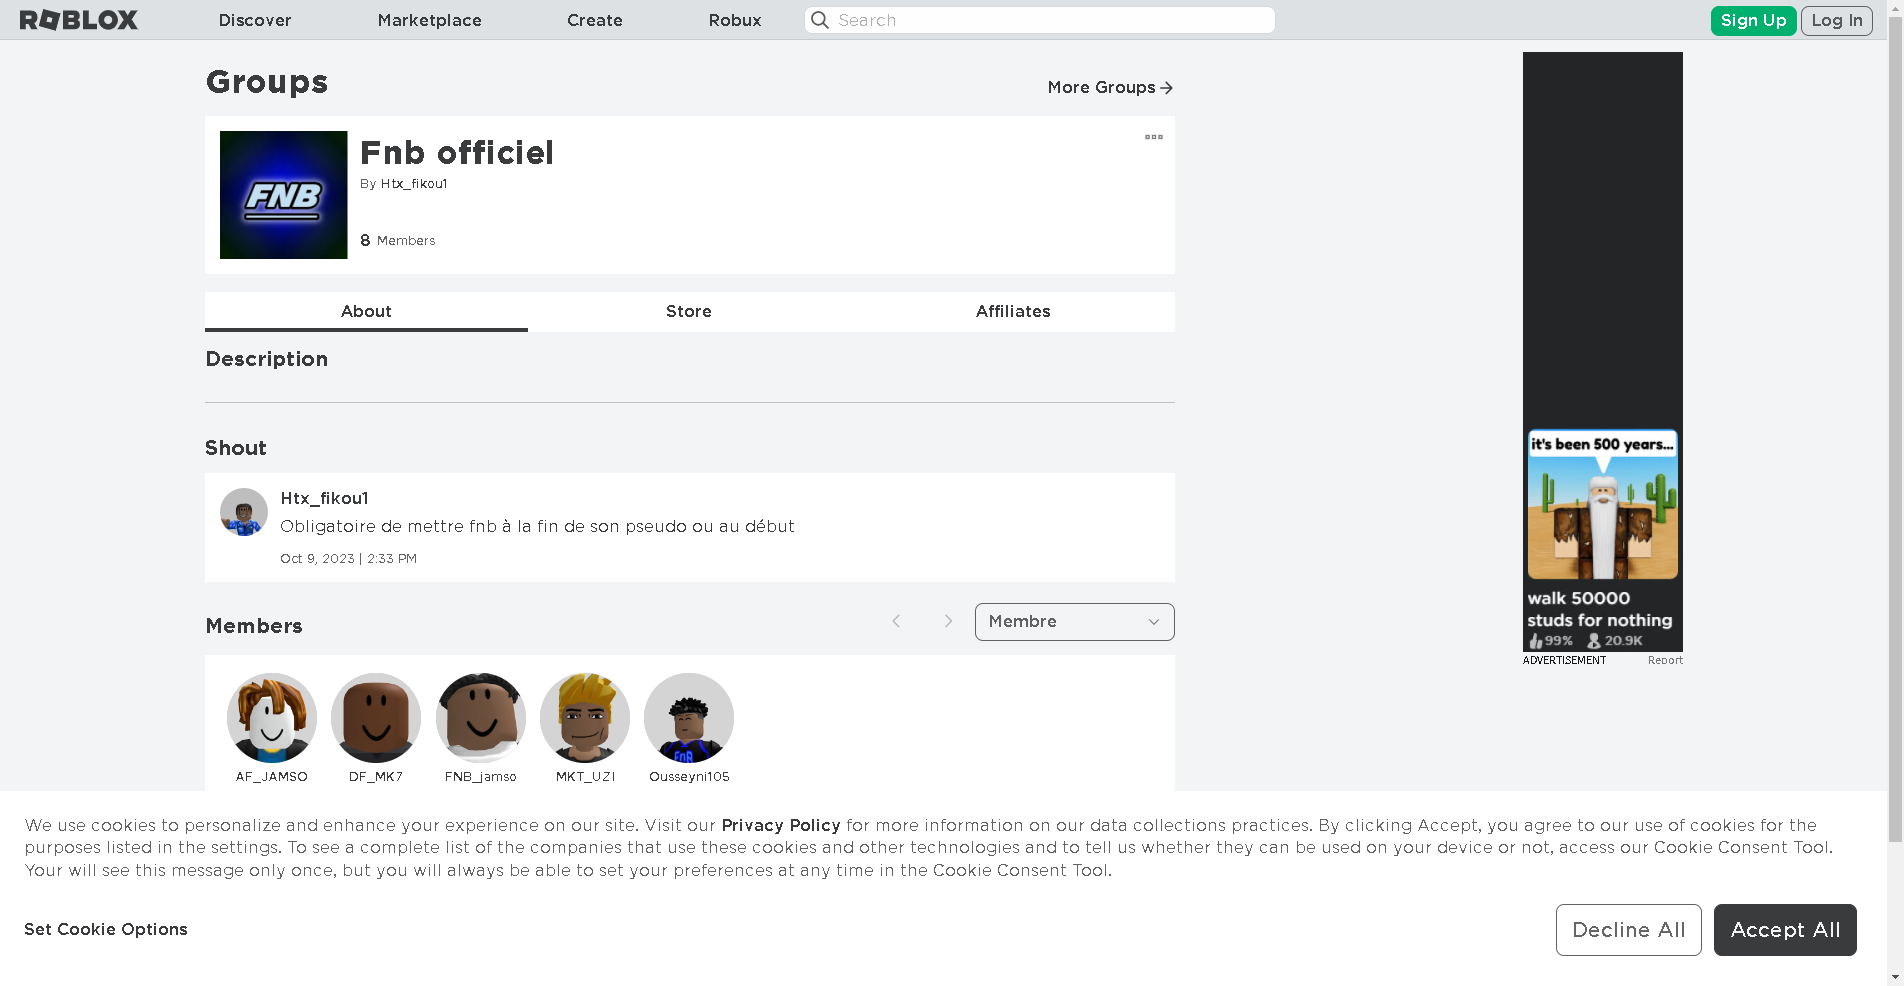 ROBLOX Discover Marketplace Create Robux Search Sign Up Log In
Groups
More Groups
FNB
Fnb officiel
By Htx_fikou1
8 Members
About Store Affiliates
Description
Shout
Htx_fikou1
Obligatoire de mettre fnb à la fin de son pseudo ou au début
Oct 9, 2023 | 2:33 PM
Members
Membre
AF_JAMSO DF_MK7 FNB_jamso MKT_UZI Ousseyni105
FnB
it's been 500 years...
walk 50000
studs for nothing
99% 20.9K
ADVERTISEMENT Report
We use cookies to personalize and enhance your experience on our site. Visit our Privacy Policy for more information on our data collections practices. By clicking Accept, you agree to our use of cookies for the
purposes listed in the settings. To see a complete list of the companies that use these cookies and other technologies and to tell us whether they can be used on your device or not, access our Cookie Consent Tool.
Your will see this message only once, but you will always be able to set your preferences at any time in the Cookie Consent Tool.
Set Cookie Options
Decline All Accept All